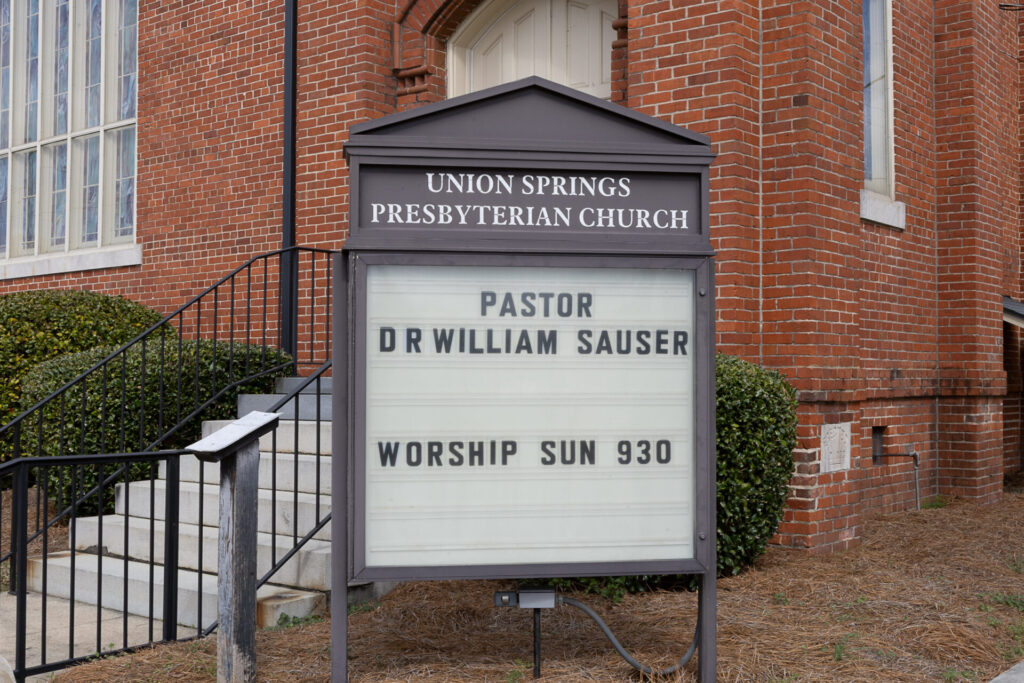 UNION SPRINGS
PRESBYTERIAN CHURCH
PASTOR
DR WILLIAM SAUSER
WORSHIP SUN 930